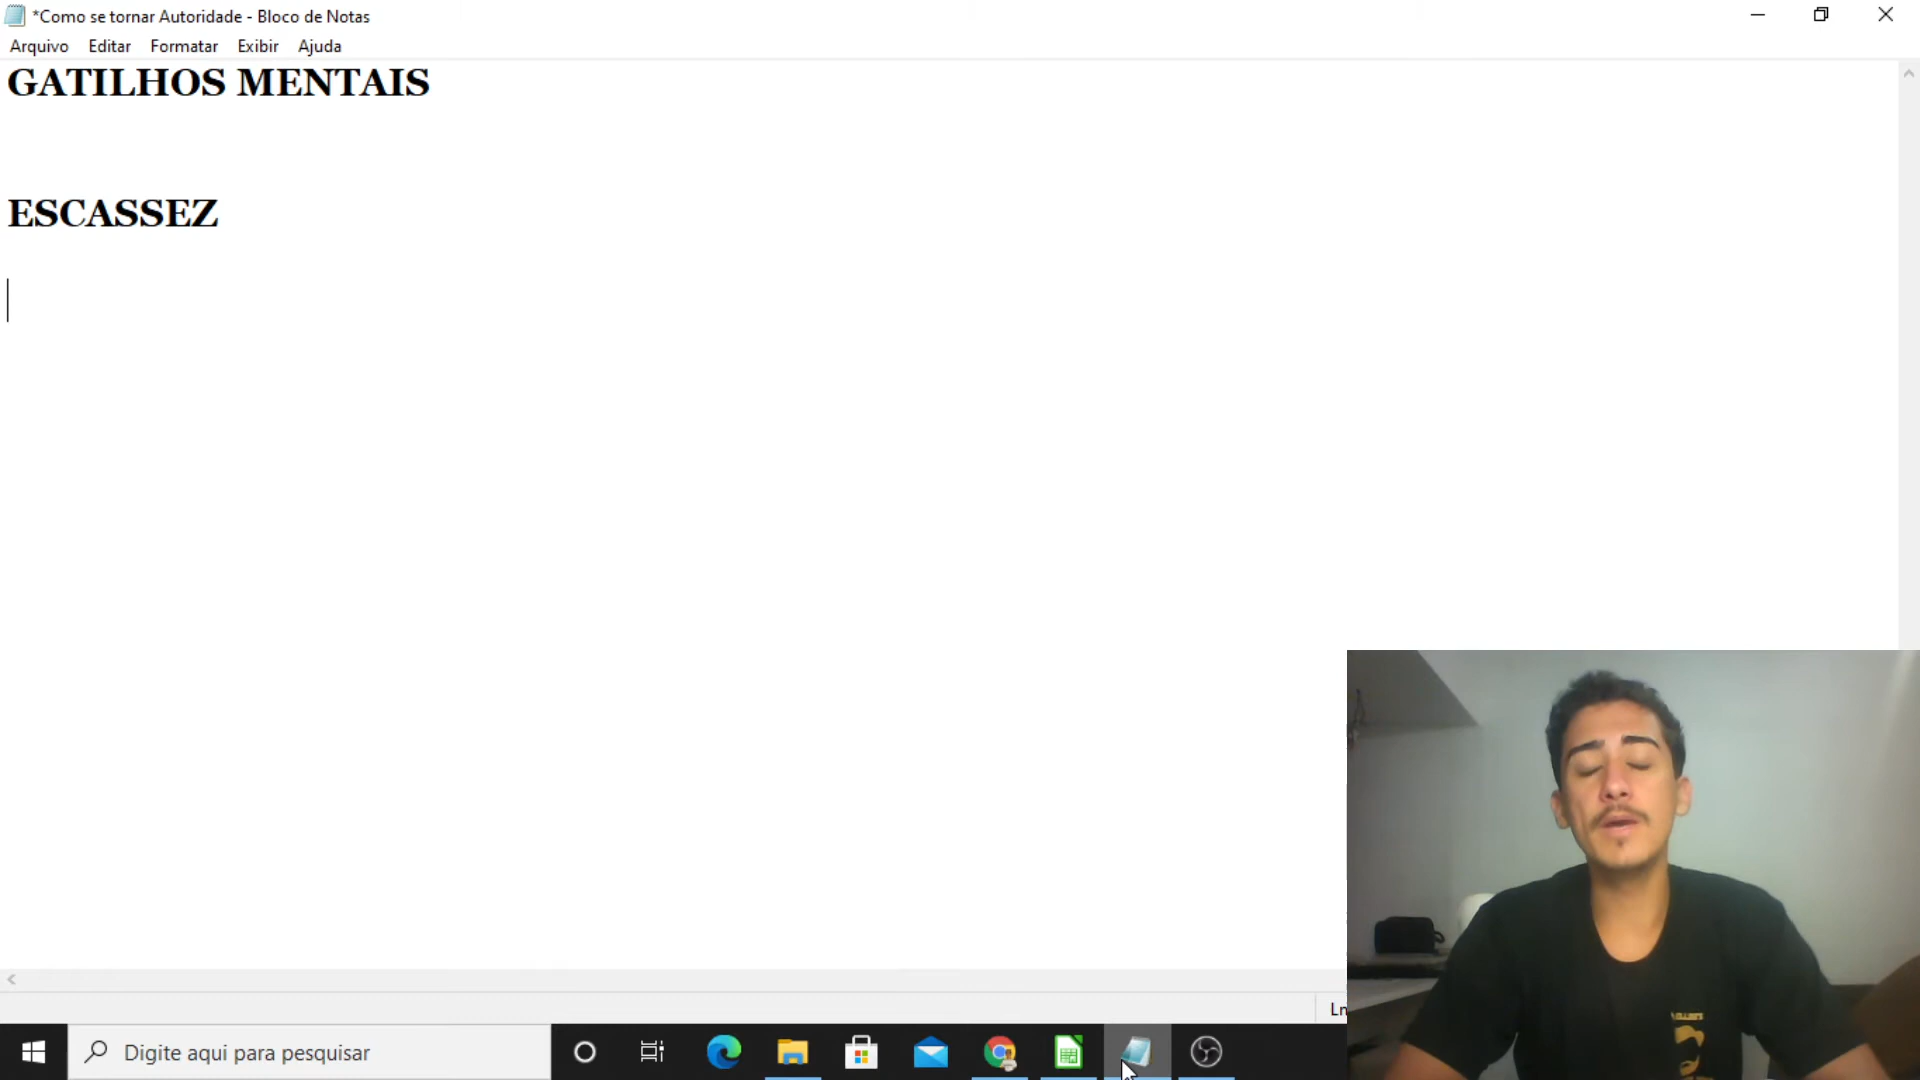 *Como se tornar Autoridade - Bloco de Notas
Arquivo Editar Formatar Exibir Ajuda
GATILHOS MENTAIS
ESCASSEZ
Ln
Digite aqui para pesquisar